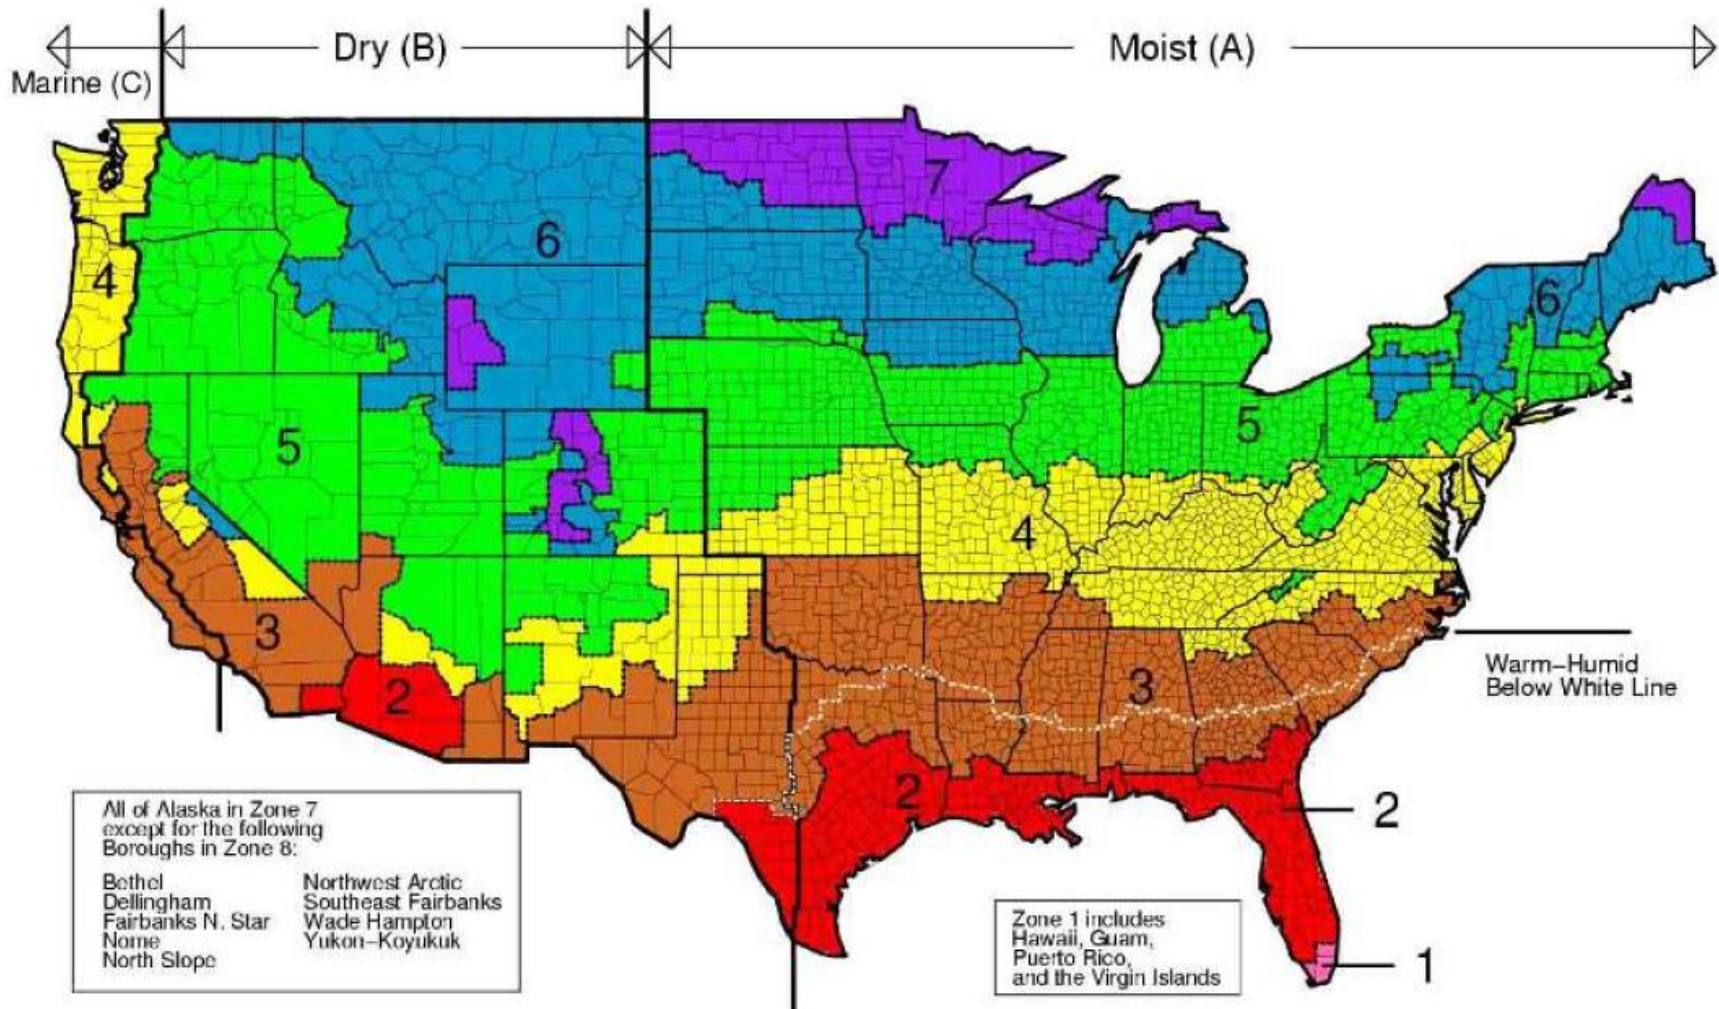 Marine (C)
Dry (B)
Moist (A)
7
6
6
4
5
5
4
3
3
2
2
Warm-Humid
Below White Line
2
1
All of Alaska in Zone 7
except for the following
Boroughs in Zone 8:
Bethel
Dellingham
Fairbanks N. Star
Nome
North Slope
Northwest Arctic
Southeast Fairbanks
Wade Hampton
Yukon-Koyukuk
Zone 1 includes
Hawaii, Guam,
Puerto Rico,
and the Virgin Islands